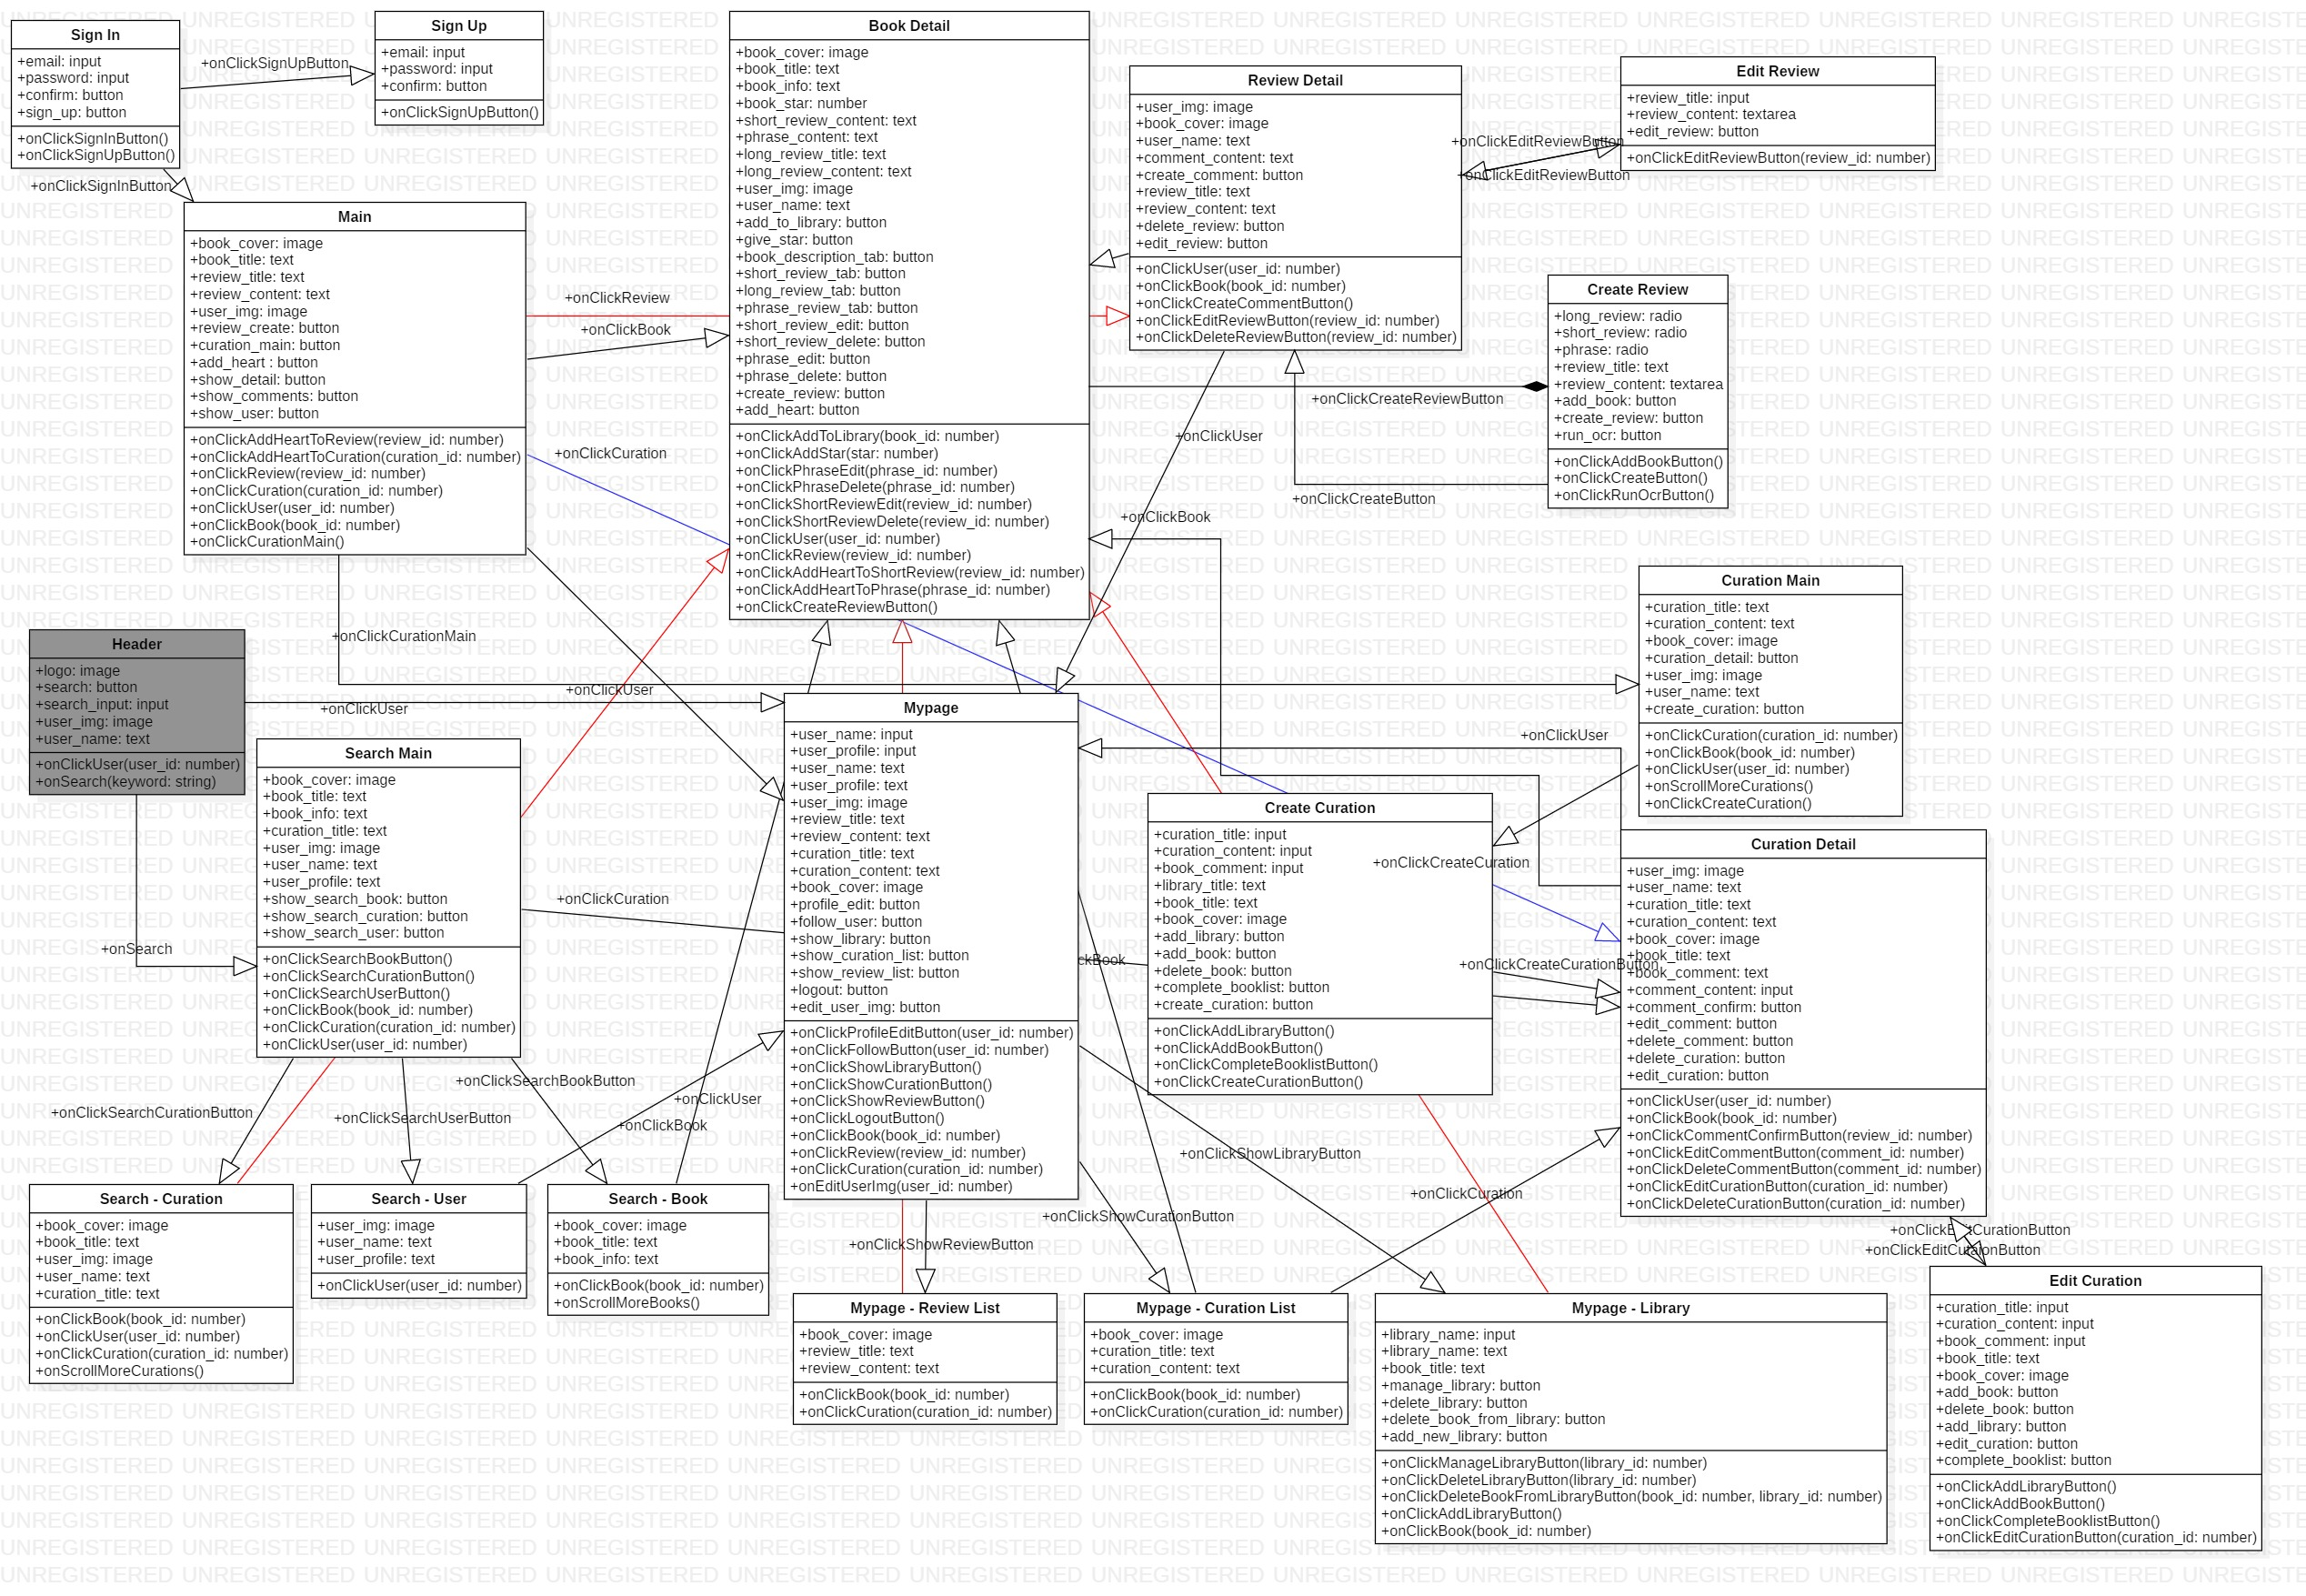 Sign In
+email: input
+password: input
+confirm: button
+sign_up: button
+onClickSignInButton()
+onClickSignUpButton()
+onClickSignUpButton
Sign Up
+email: input
+password: input
+confirm: button
+onClickSignUpButton()
+onClickSignInButton
Main
+book_cover: image
+book_title: text
+review_title: text
+review_content: text
+user_img: image
+review_create: button
+curation_main: button
+add_heart : button
+show_detail: button
+show_comments: button
+show_user: button
+onClickAddHeartToReview(review_id: number)
+onClickAddHeartToCuration(curation_id: number)
+onClickReview(review_id: number)
+onClickCuration(curation_id: number)
+onClickUser(user_id: number)
+onClickBook(book_id: number)
+onClickCurationMain()
+onClickReview
+onClickBook
+onClickCuration
+onClickCurationMain
+onClickUser
+onClickUser
Book Detail
+book_cover: image
+book_title: text
+book_info: text
+book_star: number
+short_review_content: text
+phrase_content: text
+long_review_title: text
+long_review_content: text
+user_img: image
+user_name: text
+add_to_library: button
+give_star: button
+book_description_tab: button
+short_review_tab: button
+long_review_tab: button
+phrase_review_tab: button
+short_review_edit: button
+short_review_delete: button
+phrase_edit: button
+phrase_delete: button
+create_review: button
+add_heart: button
+onClickAddToLibrary(book_id: number)
+onClickAddStar(star: number)
+onClickPhraseEdit(phrase_id: number)
+onClickPhraseDelete(phrase_id: number)
+onClickShortReviewEdit(review_id: number)
+onClickShortReviewDelete(review_id: number)
+onClickUser(user_id: number)
+onClickReview(review_id: number)
+onClickAddHeartToShortReview(review_id: number)
+onClickAddHeartToPhrase(phrase_id: number)
+onClickCreateReviewButton()
Review Detail
+user_img: image
+book_cover: image
+user_name: text
+comment_content: text
+create_comment: button
+review_title: text
+review_content: text
+delete_review: button
+edit_review: button
+onClickUser(user_id: number)
+onClickBook(book_id: number)
+onClickCreateCommentButton()
+onClickEditReviewButton(review_id: number)
+onClickDeleteReviewButton(review_id: number)
+onClickEditReviewButton
+onClickEditReviewButton
Edit Review
+review_title: input
+review_content: textarea
+edit_review: button
+onClickEditReviewButton(review_id: number)
Create Review
+long_review: radio
+short_review: radio
+phrase: radio
+review_title: text
+review_content: textarea
+add_book: button
+create_review: button
+run_ocr: button
+onClickAddBookButton()
+onClickCreateButton()
+onClickRunOcrButton()
+onClickCreateReviewButton
+onClickUser
+onClickCreateButton
+onClickBook
Curation Main
+curation_title: text
+curation_content: text
+book_cover: image
+curation_detail: button
+user_img: image
+user_name: text
+create_curation: button
+onClickCuration(curation_id: number)
+onClickBook(book_id: number)
+onClickUser(user_id: number)
+onScrollMoreCurations()
+onClickCreateCuration()
Header
+logo: image
+search: button
+search_input: input
+user_img: image
+user_name: text
+onClickUser(user_id: number)
+onSearch(keyword: string)
+onSearch
Search Main
+book_cover: image
+book_title: text
+book_info: text
+curation_title: text
+user_img: image
+user_name: text
+user_profile: text
+show_search_book: button
+show_search_curation: button
+show_search_user: button
+onClickSearchBookButton()
+onClickSearchCurationButton()
+onClickSearchUserButton()
+onClickBook(book_id: number)
+onClickCuration(curation_id: number)
+onClickUser(user_id: number)
+onClickCuration
+onClickSearchBookButton
+onClickSearchCurationButton
+onClickSearchUserButton
+onClickUser
+onClickBook
Mypage
+user_name: input
+user_profile: input
+user_name: text
+user_profile: text
+user_img: image
+review_title: text
+review_content: text
+curation_title: text
+curation_content: text
+book_cover: image
+profile_edit: button
+follow_user: button
+show_library: button
+show_curation_list: button
+show_review_list: button
+logout: button
+edit_user_img: button
+onClickProfileEditButton(user_id: number)
+onClickFollowButton(user_id: number)
+onClickShowLibraryButton()
+onClickShowCurationButton()
+onClickShowReviewButton()
+onClickLogoutButton()
+onClickBook(book_id: number)
+onClickReview(review_id: number)
+onClickCuration(curation_id: number)
+onEditUserImg(user_id: number)
+onClickUser
ckBook
Create Curation
+curation_title: input
+curation_content: input
+book_comment: input
+library_title: text
+book_title: text
+book_cover: image
+add_library: button
+add_book: button
+delete_book: button
+complete_booklist: button
+create_curation: button
+onClickAddLibraryButton()
+onClickAddBookButton()
+onClickCompleteBooklistButton()
+onClickCreateCurationButton()
+onClickCreateCuration
+onClickCreateCurationButton
Curation Detail
+user_img: image
+user_name: text
+curation_title: text
+curation_content: text
+book_cover: image
+book_title: text
+book_comment: text
+comment_content: input
+comment_confirm: button
+edit_comment: button
+delete_comment: button
+delete_curation: button
+edit_curation: button
+onClickUser(user_id: number)
+onClickBook(book_id: number)
+onClickCommentConfirmButton(review_id: number)
+onClickEditCommentButton(comment_id: number)
+onClickDeleteCommentButton(comment_id: number)
+onClickEditCurationButton(curation_id: number)
+onClickDeleteCurationButton(curation_id: number)
+onClickShowLibraryButton
+onClickCuration
+onClickShowCurationButton
+onClickShowReviewButton
+onClickEditCurationButton
+onClickEditCurationButton
Search - Curation
+book_cover: image
+book_title: text
+user_img: image
+user_name: text
+curation_title: text
+onClickBook(book_id: number)
+onClickUser(user_id: number)
+onClickCuration(curation_id: number)
+onScrollMoreCurations()
Search - User
+user_img: image
+user_name: text
+user_profile: text
+onClickUser(user_id: number)
Search - Book
+book_cover: image
+book_title: text
+book_info: text
+onClickBook(book_id: number)
+onScrollMoreBooks()
Mypage - Review List
+book_cover: image
+review_title: text
+review_content: text
+onClickBook(book_id: number)
+onClickCuration(curation_id: number)
Mypage - Curation List
+book_cover: image
+curation_title: text
+curation_content: text
+onClickBook(book_id: number)
+onClickCuration(curation_id: number)
Mypage - Library
+library_name: input
+library_name: text
+book_title: text
+manage_library: button
+delete_library: button
+delete_book_from_library: button
+add_new_library: button
+onClickManageLibraryButton(library_id: number)
+onClickDeleteLibraryButton(library_id: number)
+onClickDeleteBookFromLibraryButton(book_id: number, library_id: number)
+onClickAddLibraryButton()
+onClickBook(book_id: number)
Edit Curation
+curation_title: input
+curation_content: input
+book_comment: input
+book_title: text
+book_cover: image
+add_book: button
+delete_book: button
+add_library: button
+edit_curation: button
+complete_booklist: button
+onClickAddLibraryButton()
+onClickAddBookButton()
+onClickCompleteBooklistButton()
+onClickEditCurationButton(curation_id: number)